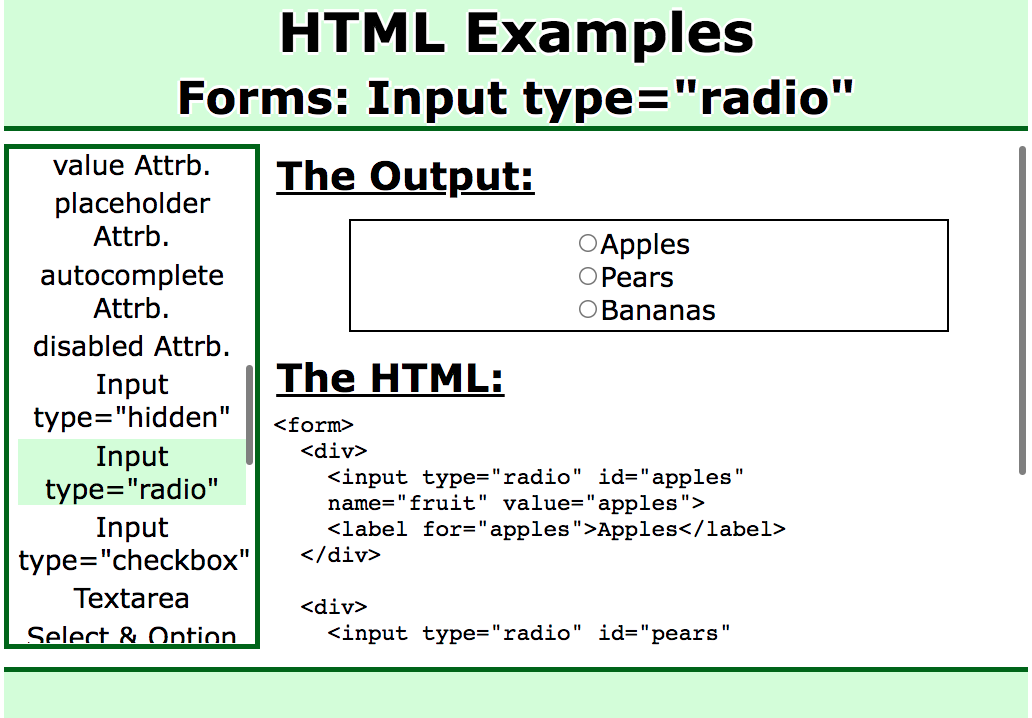 HTML Examples
Forms: Input type="radio"
value Attrb.
placeholder
Attrb.
autocomplete
Attrb.
disabled Attrb.
Input
type="hidden"
Input
type="radio"
Input
type="checkbox"
Textarea
Select & Option
The Output:
Apples
Pears
Bananas
The HTML:
<form>
  <div>
    <input type="radio" id="apples"
    name="fruit" value="apples">
    <label for="apples">Apples</label>
  </div>

  <div>
    <input type="radio" id="pears"